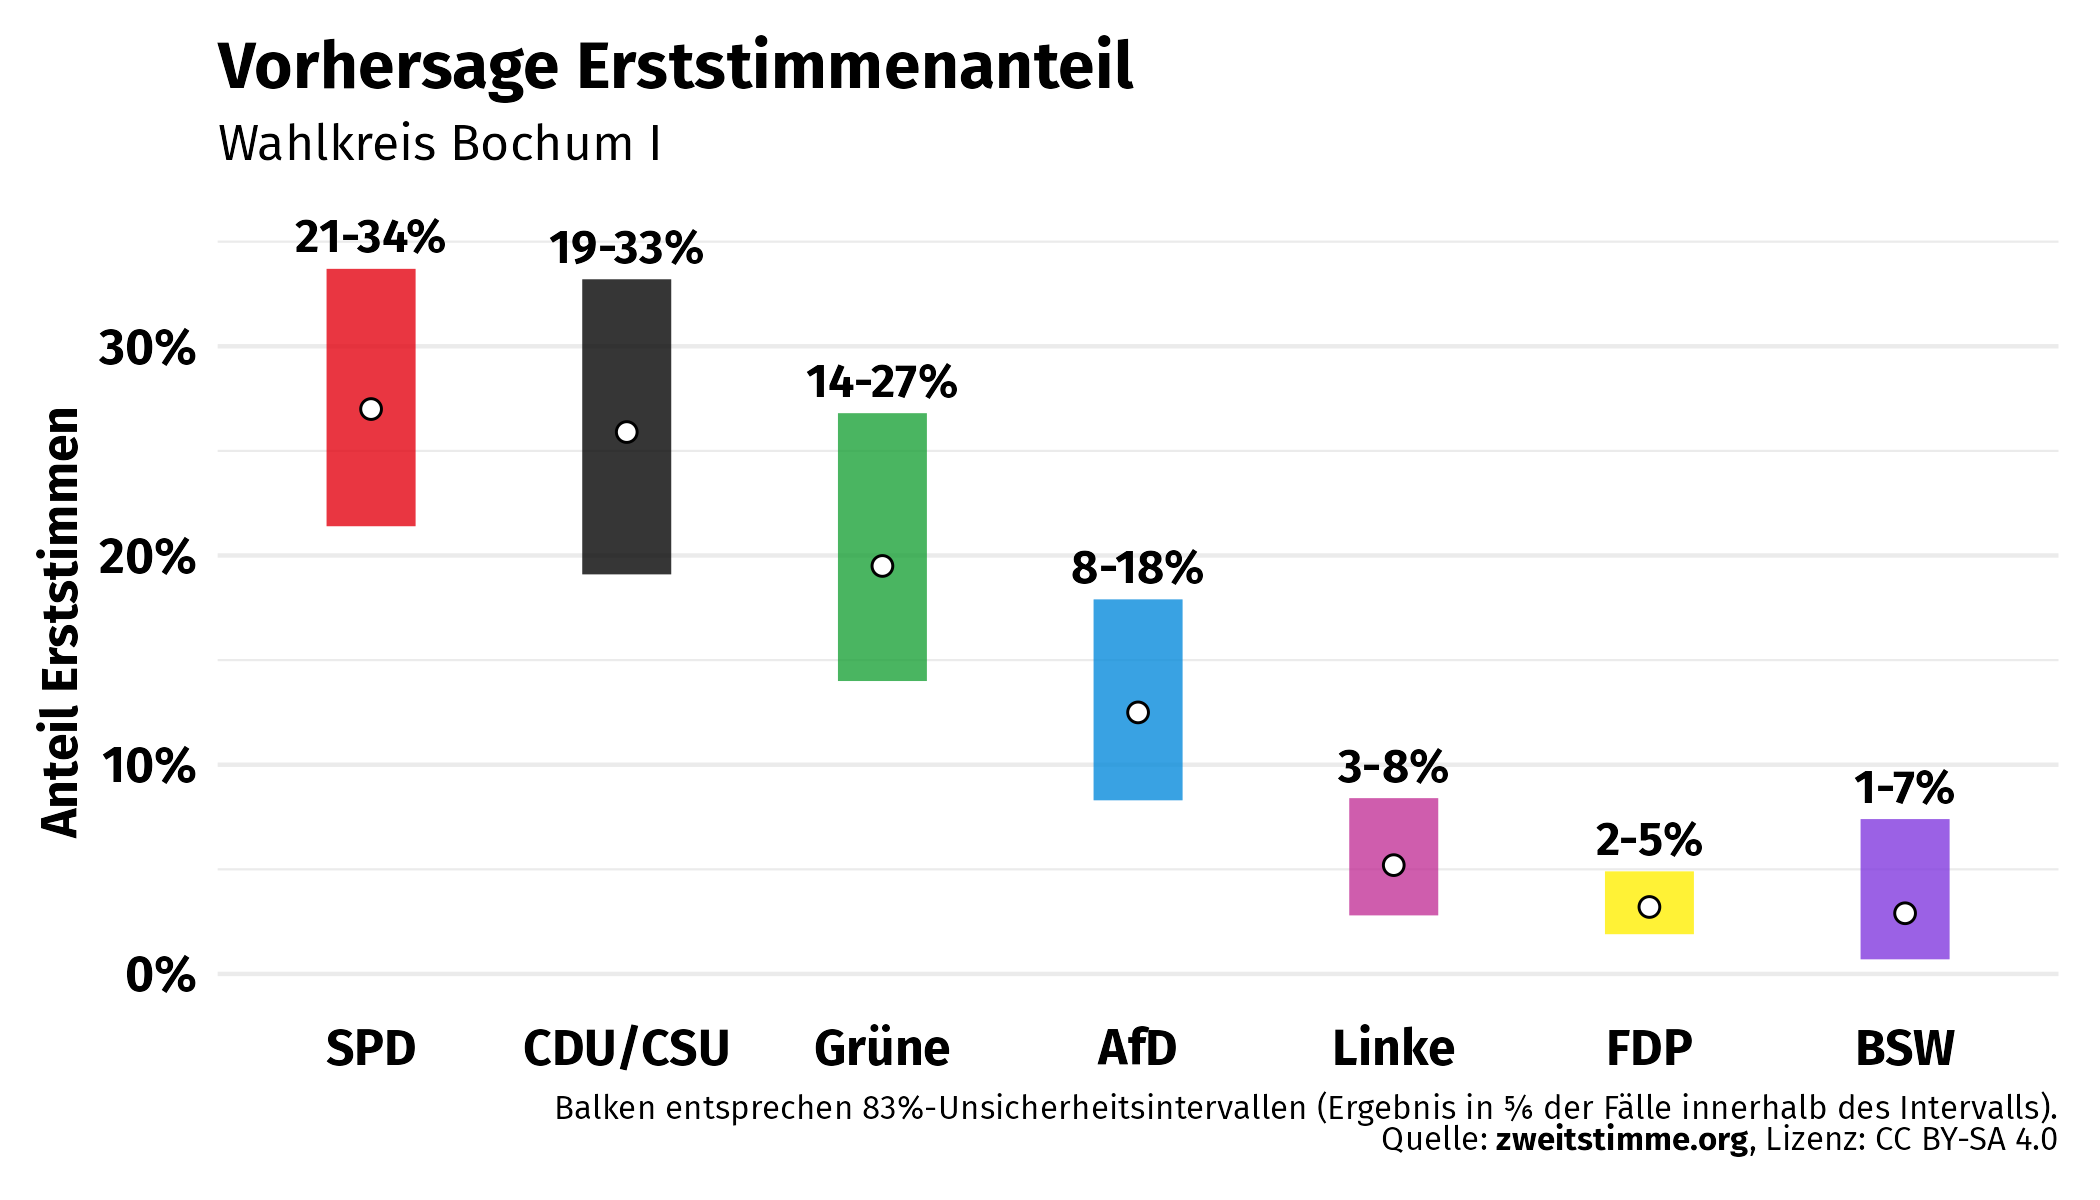 Vorhersage Erststimmenanteil
Wahlkreis Bochum I
21-34%
19-33%
14-27%
8-18%
3-8%
2-5%
1-7%
30%
20%
10%
0%
Anteil Erststimmen
SPD
CDU/CSU
Grüne
AfD
Linke
FDP
BSW
Balken entsprechen 83%-Unsicherheitsintervallen (Ergebnis in ⅚ der Fälle innerhalb des Intervalls).
Quelle: zweitstimme.org, Lizenz: CC BY-SA 4.0